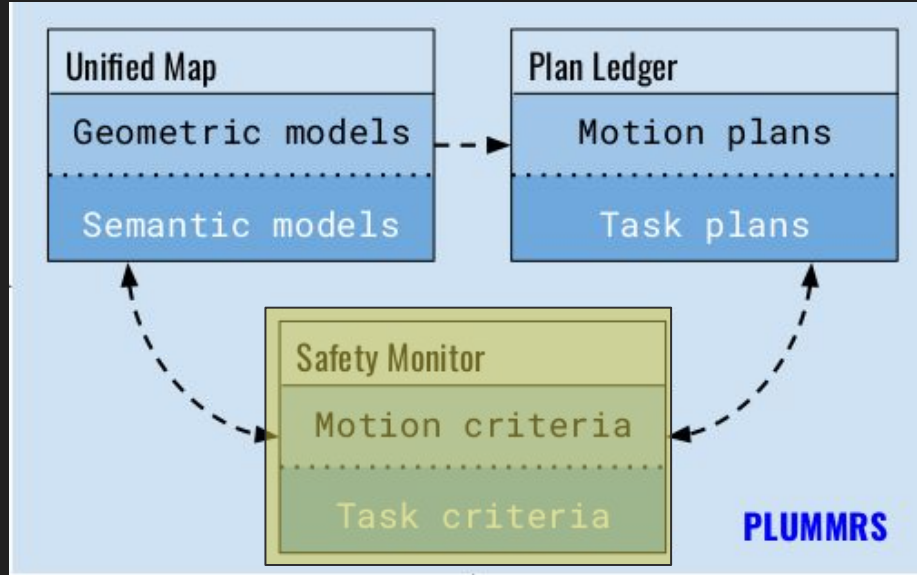 Unified Map
Geometric models
Semantic models
Plan Ledger
Motion plans
Task plans
Safety Monitor
Motion criteria
Task criteria
PLUMMRS